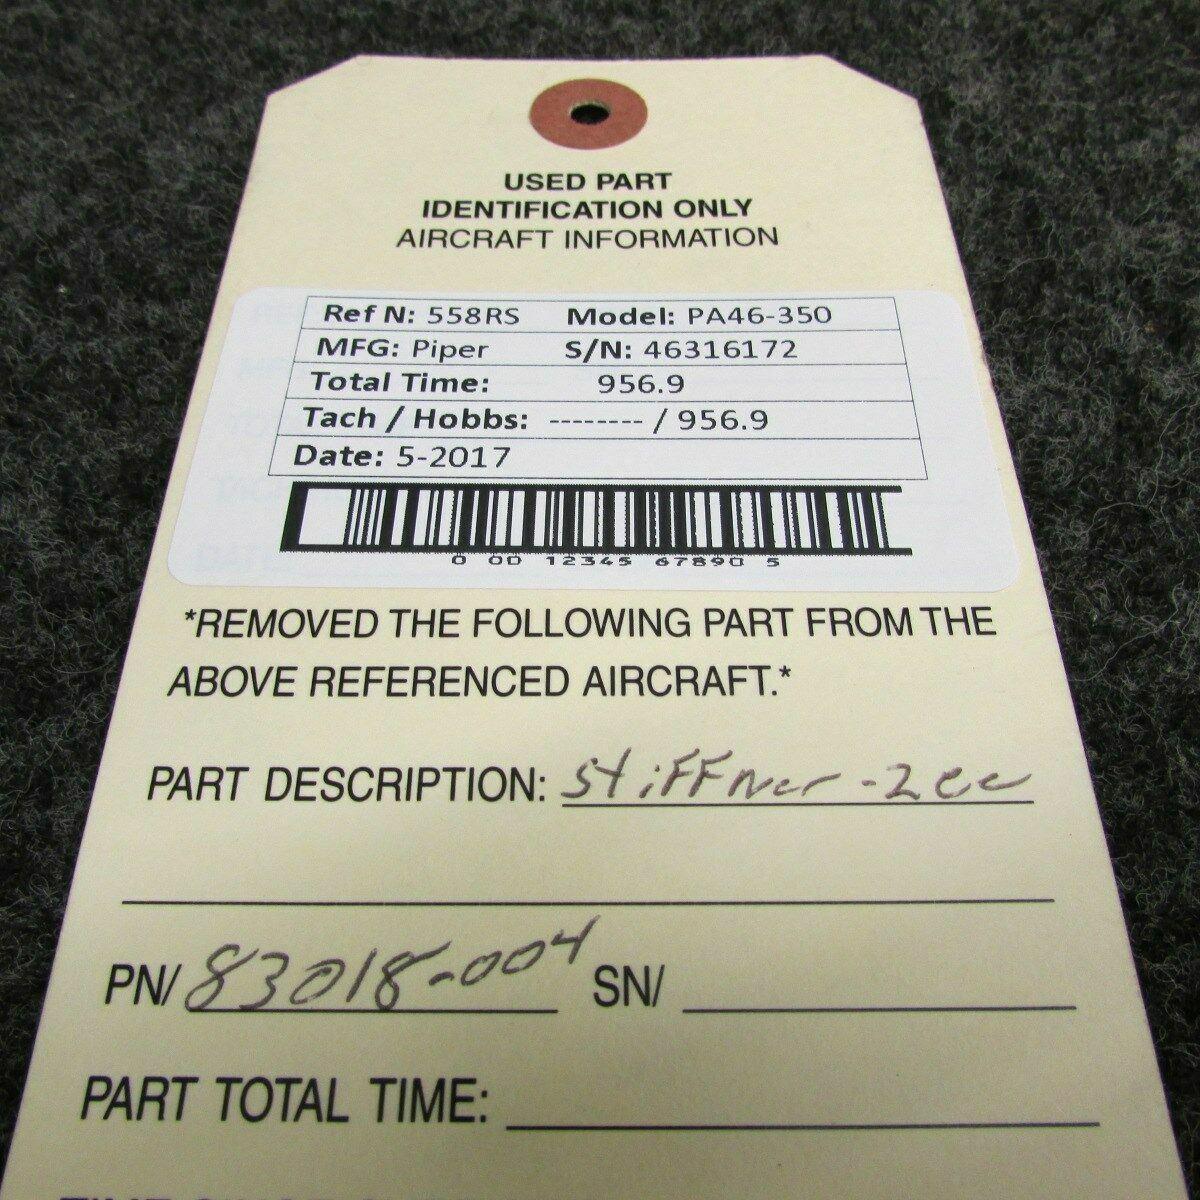 USED PART
IDENTIFICATION ONLY
AIRCRAFT INFORMATION
Ref N: 558RS Model: PA46-350
MFG: Piper S/N: 46316172
Total Time: 956.9
Tach / Hobbs: -------- / 956.9
Date: 5-2017
0 00 12345 67890 5
*REMOVED THE FOLLOWING PART FROM THE
ABOVE REFERENCED AIRCRAFT.*
PART DESCRIPTION: Stiffner - Zee
PN/ 83018-004 SN/
PART TOTAL TIME: